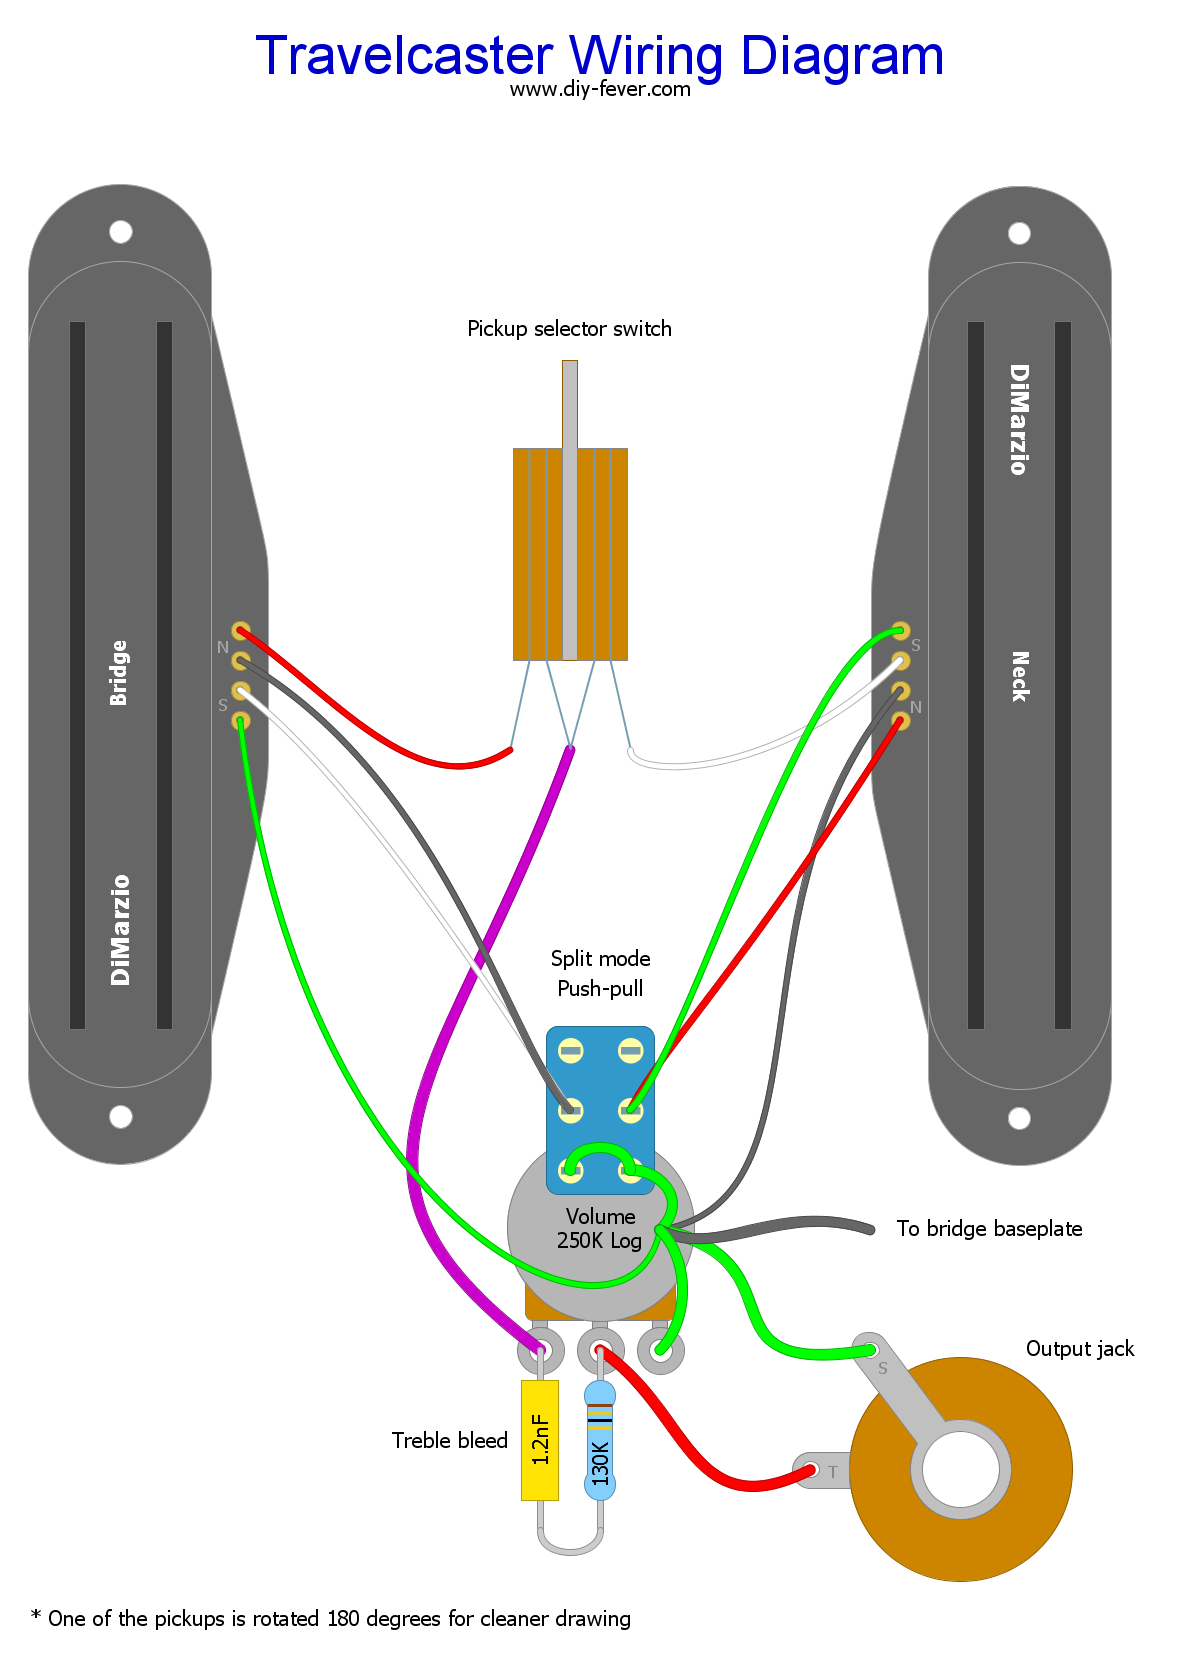 Travelcaster Wiring Diagram
www.diy-fever.com
Pickup selector switch
DiMarzio
Bridge
N
S
DiMarzio
Neck
S
N
Split mode
Push-pull
Volume
250K Log
To bridge baseplate
Output jack
S
T
Treble bleed
1.2nF
130K
* One of the pickups is rotated 180 degrees for cleaner drawing